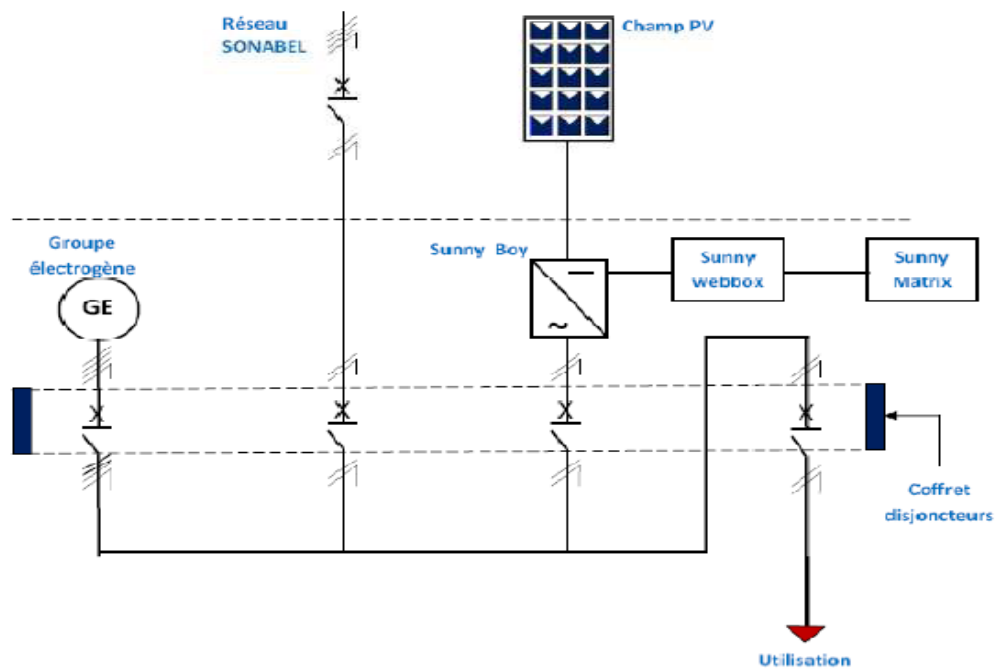 Réseau
SONABEL
Champ PV
Groupe
électrogène
GE
Sunny Boy
Sunny
Webbox
Sunny
Matrix
Coffret
disjoncteurs
Utilisation